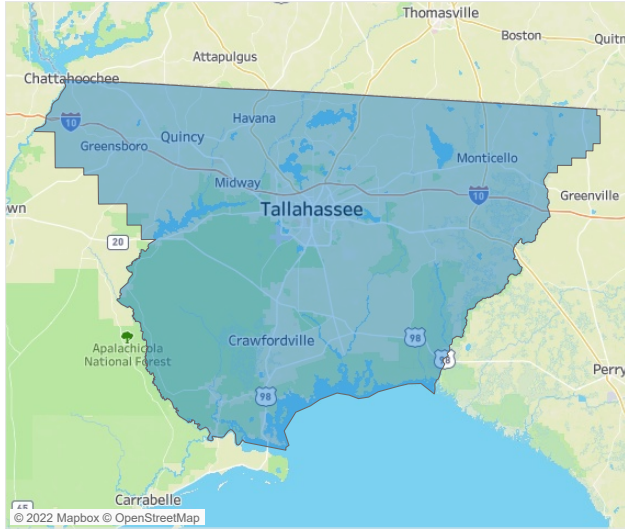 Thomasville
Boston
Quitm
Attapulgus
Chattahoochee
Havana
10
Quincy
Greensboro
Monticello
Midway
10
Greenville
own
Tallahassee
20
98
Crawfordville
Apalachicola
National Forest
98
Perry
98
Carrabelle
65
© 2022 Mapbox © OpenStreetMap